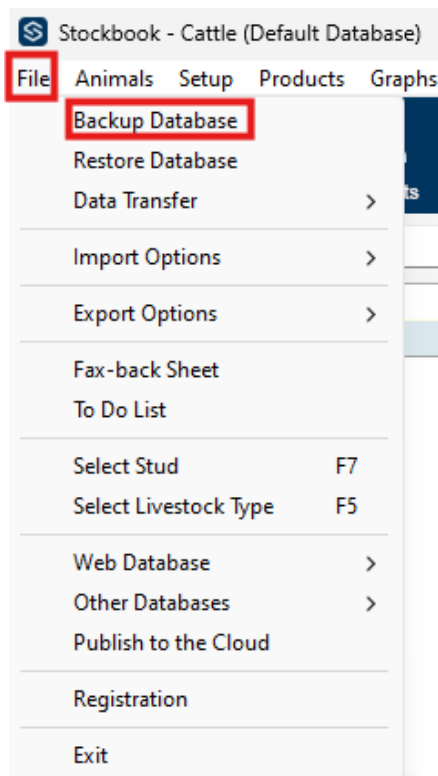 Stockbook - Cattle (Default Database)
File Animals Setup Products Graphs
Backup Database
Restore Database
Data Transfer
Import Options
Export Options
Fax-back Sheet
To Do List
Select Stud F7
Select Livestock Type F5
Web Database
Other Databases
Publish to the Cloud
Registration
Exit